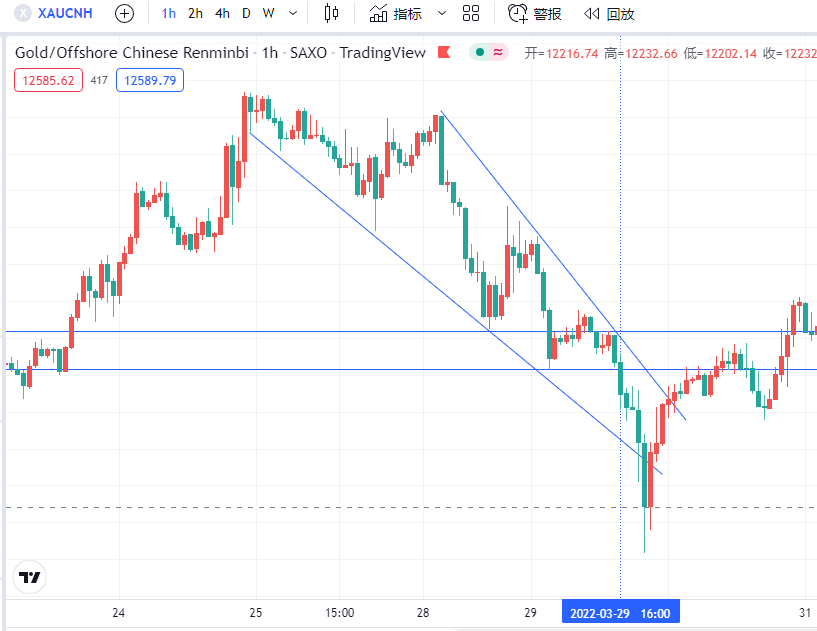 XAUCNH 1h 2h 4h D W 指标 警报 回放
Gold/Offshore Chinese Renminbi · 1h · SAXO · TradingView 开=12216.74 高=12232.66 低=12202.14 收=12232
12585.62 417 12589.79
24 25 15:00 28 29 2022-03-29 16:00 31